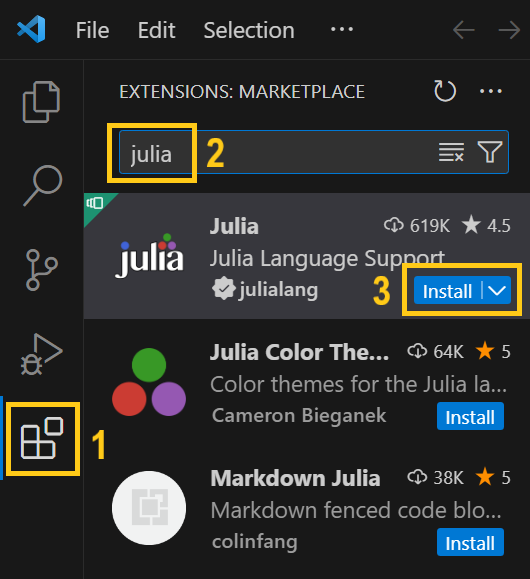 File Edit Selection ···
EXTENSIONS: MARKETPLACE
julia 2
Julia 619K 4.5
julia
Julia Language Support
julialang
3 Install
Julia Color The... 64K 5
Color themes for the Julia la...
Cameron Bieganek Install
1
Markdown Julia 38K 5
Markdown fenced code blo...
colinfang Install